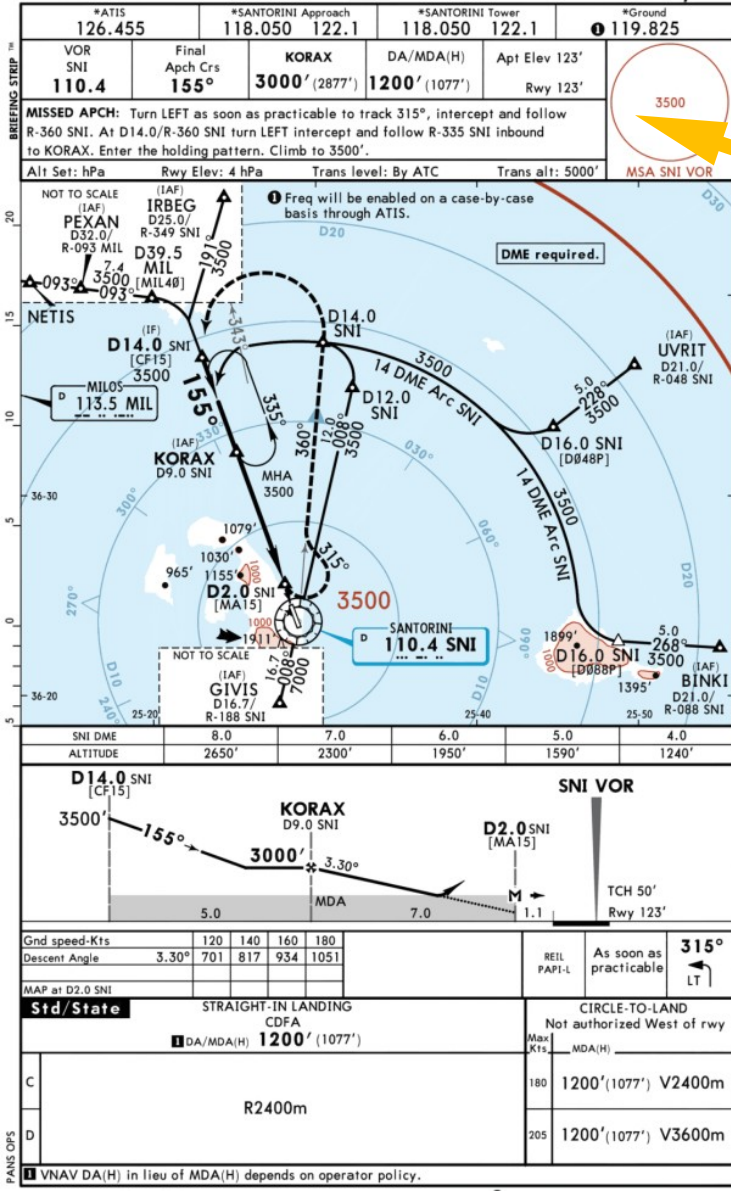 *ATIS
126.455
*SANTORINI Approach
118.050 122.1
*SANTORINI Tower
118.050 122.1
*Ground
1 119.825
BRIEFING STRIP TM
VOR
SNI
110.4
Final
Apch Crs
155°
KORAX
3000' (2877')
DA/MDA(H)
1200' (1077')
Apt Elev 123'
Rwy 123'
3500
MSA SNI VOR
MISSED APCH: Turn LEFT as soon as practicable to track 315°, intercept and follow
R-360 SNI. At D14.0/R-360 SNI turn LEFT intercept and follow R-335 SNI inbound
to KORAX. Enter the holding pattern. Climb to 3500'.
Alt Set: hPa Rwy Elev: 4 hPa Trans level: By ATC Trans alt: 5000'
NOT TO SCALE
(IAF)
PEXAN
D32.0/
R-093 MIL
(IAF)
IRBEG
D25.0/
R-349 SNI
D39.5
MIL
[MIL40]
191°
3500
093°
7.4
3500
093°
NETIS
1 Freq will be enabled on a case-by-case
basis through ATIS.
DME required.
D30
D20
20
15
10
5
0
5
(IF)
D14.0 SNI
[CF15]
3500
MILOS
D 113.5 MIL
155°
343°
335°
D14.0
SNI
D12.0
SNI
360°
12.0
008°
3500
3500
14 DME Arc SNI
3500
14 DME Arc SNI
(IAF)
UVRIT
D21.0/
R-048 SNI
5.0
228°
3500
D16.0 SNI
[D048P]
(IAF)
KORAX
D9.0 SNI
MHA
3500
330°
030°
300°
060°
270°
090°
240°
D10
D10
D20
36-30
36-20
1079'
1030'
1155'
965'
1000
D2.0 SNI
[MA15]
315°
3500
1000
1911'
SANTORINI
D 110.4 SNI
NOT TO SCALE
(IAF)
GIVIS
D16.7/
R-188 SNI
16.7
008°
7000
1899'
1000
D16.0 SNI
[D088P]
1395'
5.0
268°
3500
(IAF)
BINKI
D21.0/
R-088 SNI
25-20
25-40
25-50
SNI DME 8.0 7.0 6.0 5.0 4.0
ALTITUDE 2650' 2300' 1950' 1590' 1240'
D14.0 SNI
[CF15]
3500'
155°
KORAX
D9.0 SNI
3000'
3.30°
MDA
D2.0 SNI
[MA15]
M
SNI VOR
TCH 50'
Rwy 123'
5.0 7.0 1.1
Gnd speed-Kts 120 140 160 180
Descent Angle 3.30° 701 817 934 1051
MAP at D2.0 SNI
REIL
PAPI-L
As soon as
practicable
315°
LT
Std/State
STRAIGHT-IN LANDING
CDFA
1 DA/MDA(H) 1200' (1077')
CIRCLE-TO-LAND
Not authorized West of rwy
Max
Kts
MDA(H)
C
D
R2400m
180 1200' (1077') V2400m
205 1200' (1077') V3600m
PANS OPS
1 VNAV DA(H) in lieu of MDA(H) depends on operator policy.